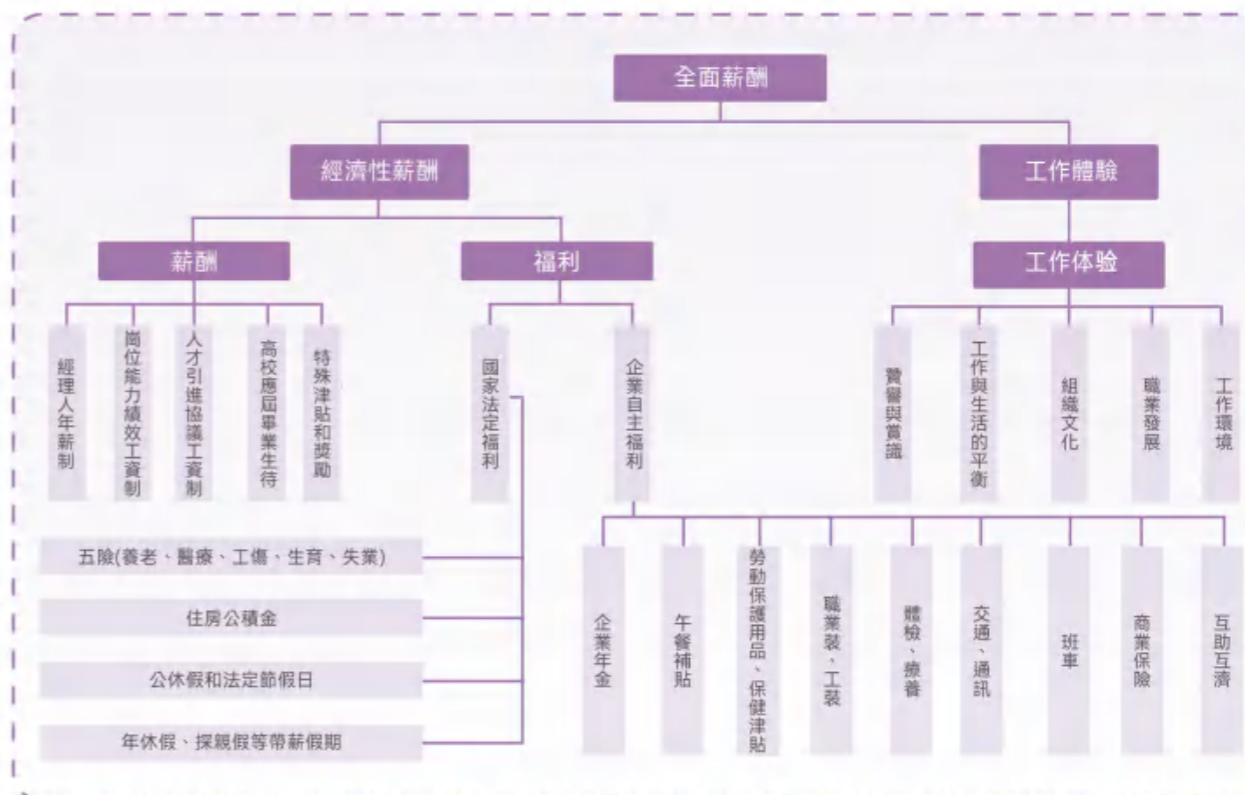 全面薪酬
經濟性薪酬
工作體驗
薪酬
福利
工作体验
經理人年薪制
崗位能力績效工資制
人才引進協議工資制
高校應屆畢業生待
特殊津貼和獎勵
國家法定福利
企業自主福利
贊譽與賞識
工作與生活的平衡
組織文化
職業發展
工作環境
五險(養老、醫療、工傷、生育、失業)
住房公積金
公休假和法定節假日
年休假、探親假等帶薪假期
企業年金
午餐補貼
勞動保護用品、保健津貼
職業裝、工裝
體檢、療養
交通、通訊
班車
商業保險
互助互濟